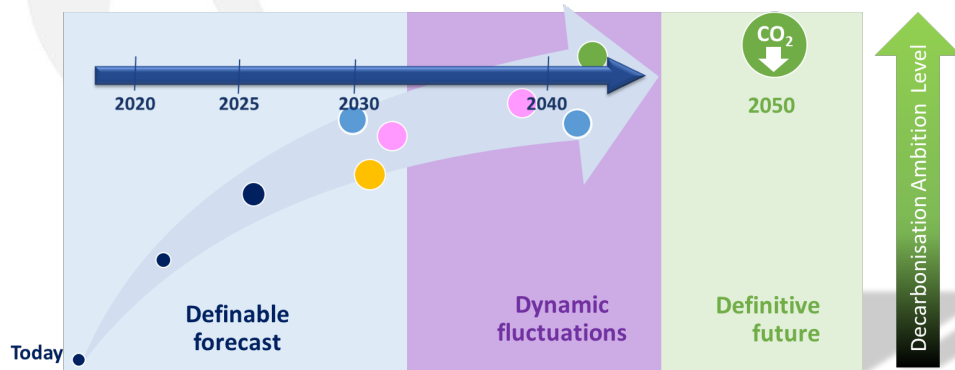 CO2
2020 2025 2030 2040 2050
Decarbonisation Ambition Level
Definable
forecast
Dynamic
fluctuations
Definitive
future
Today